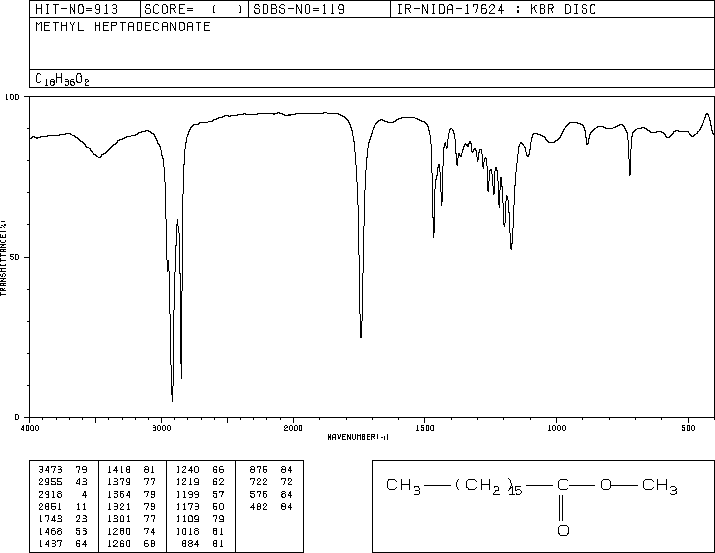 HIT-NO=913 SCORE= ( ) SDBS-NO=119 IR-NIDA-17624 : KBR DISC
METHYL HEPTADECANOATE
C18H36O2
100
50
0
TRANSMITTANCE(%)
4000 3000 2000 1500 1000 500
WAVENUMBER(-1)
3473 79 1418 81 1240 66 876 84
2955 43 1379 77 1219 62 722 72
2918 4 1364 79 1199 57 576 84
2851 11 1321 79 1173 50 482 84
1743 23 1301 77 1109 79
1468 53 1280 74 1018 81
1437 64 1260 68 884 81
CH3 (CH2)15 C O CH3
O